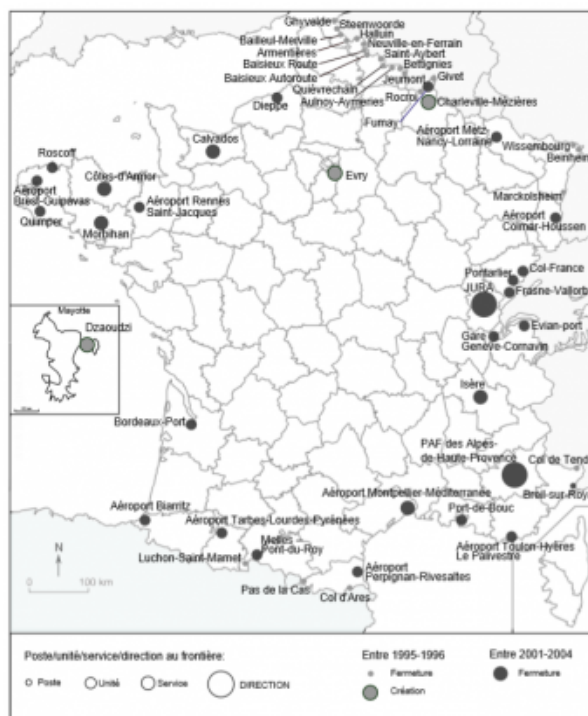 Ghyvelde
Steenwoorde
Halluin
Bailleul-Merville
Neuville-en-Ferrain
Armentières
Saint-Aybert
Baisieux Route
Bettignies
Baisieux Autoroute
Jeumont
Givet
Quiévrechain
Rocroi
Aulnoy-Aymeries
Charleville-Mézières
Dieppe
Fumay
Aéroport Metz-
Nancy-Lorraine
Wissembourg
Beinheim
Calvados
Roscoff
Evry
Côtes-d'Armor
Marckolsheim
Aéroport
Brest-Guipavas
Aéroport Rennes
Saint-Jacques
Aéroport
Colmar-Houssen
Quimper
Morbihan
Pontarlier
Col-France
JURA
Frasne-Vallorbe
Mayotte
Dzaoudzi
Evian-port
Gare
Genève-Cornavin
Isère
Bordeaux-Port
PAF des Alpes-
de-Haute-Provence
Col de Tende
Breil-sur-Roya
Aéroport Montpellier-Méditerranée
Aéroport Biarritz
Port-de-Bouc
Aéroport Tarbes-Lourdes-Pyrénées
Melles
Pont-du-Roy
Aéroport Toulon-Hyères
Le Palivestre
Luchon-Saint-Mamet
Aéroport
Perpignan-Rivesaltes
Pas de la Casa
Col d'Ares
N
0 100 km
Poste/unité/service/direction au frontière:
Poste Unité Service DIRECTION
Entre 1995-1996
Fermeture
Création
Entre 2001-2004
Fermeture